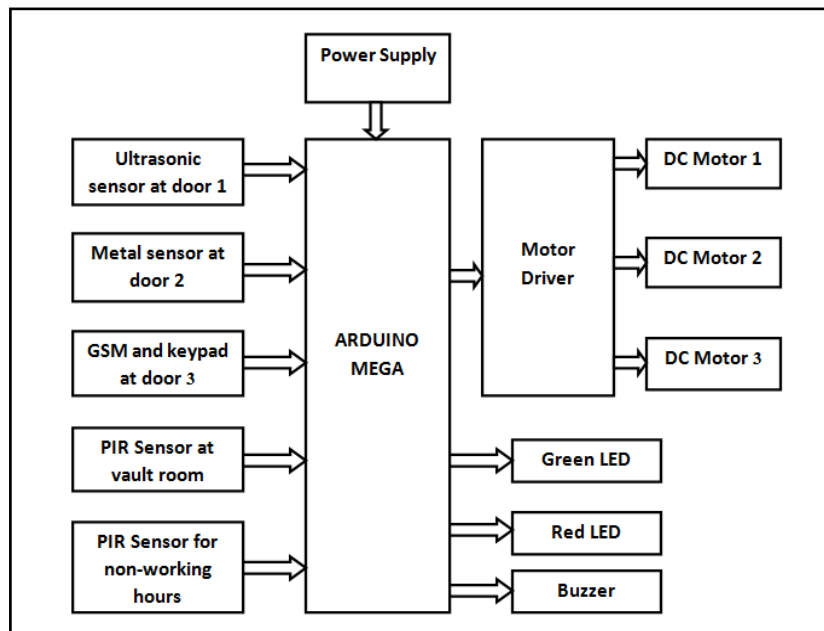 Power Supply
Ultrasonic
sensor at door 1
Metal sensor at
door 2
GSM and keypad
at door 3
PIR Sensor at
vault room
PIR Sensor for
non-working
hours
ARDUINO
MEGA
Motor
Driver
DC Motor 1
DC Motor 2
DC Motor 3
Green LED
Red LED
Buzzer